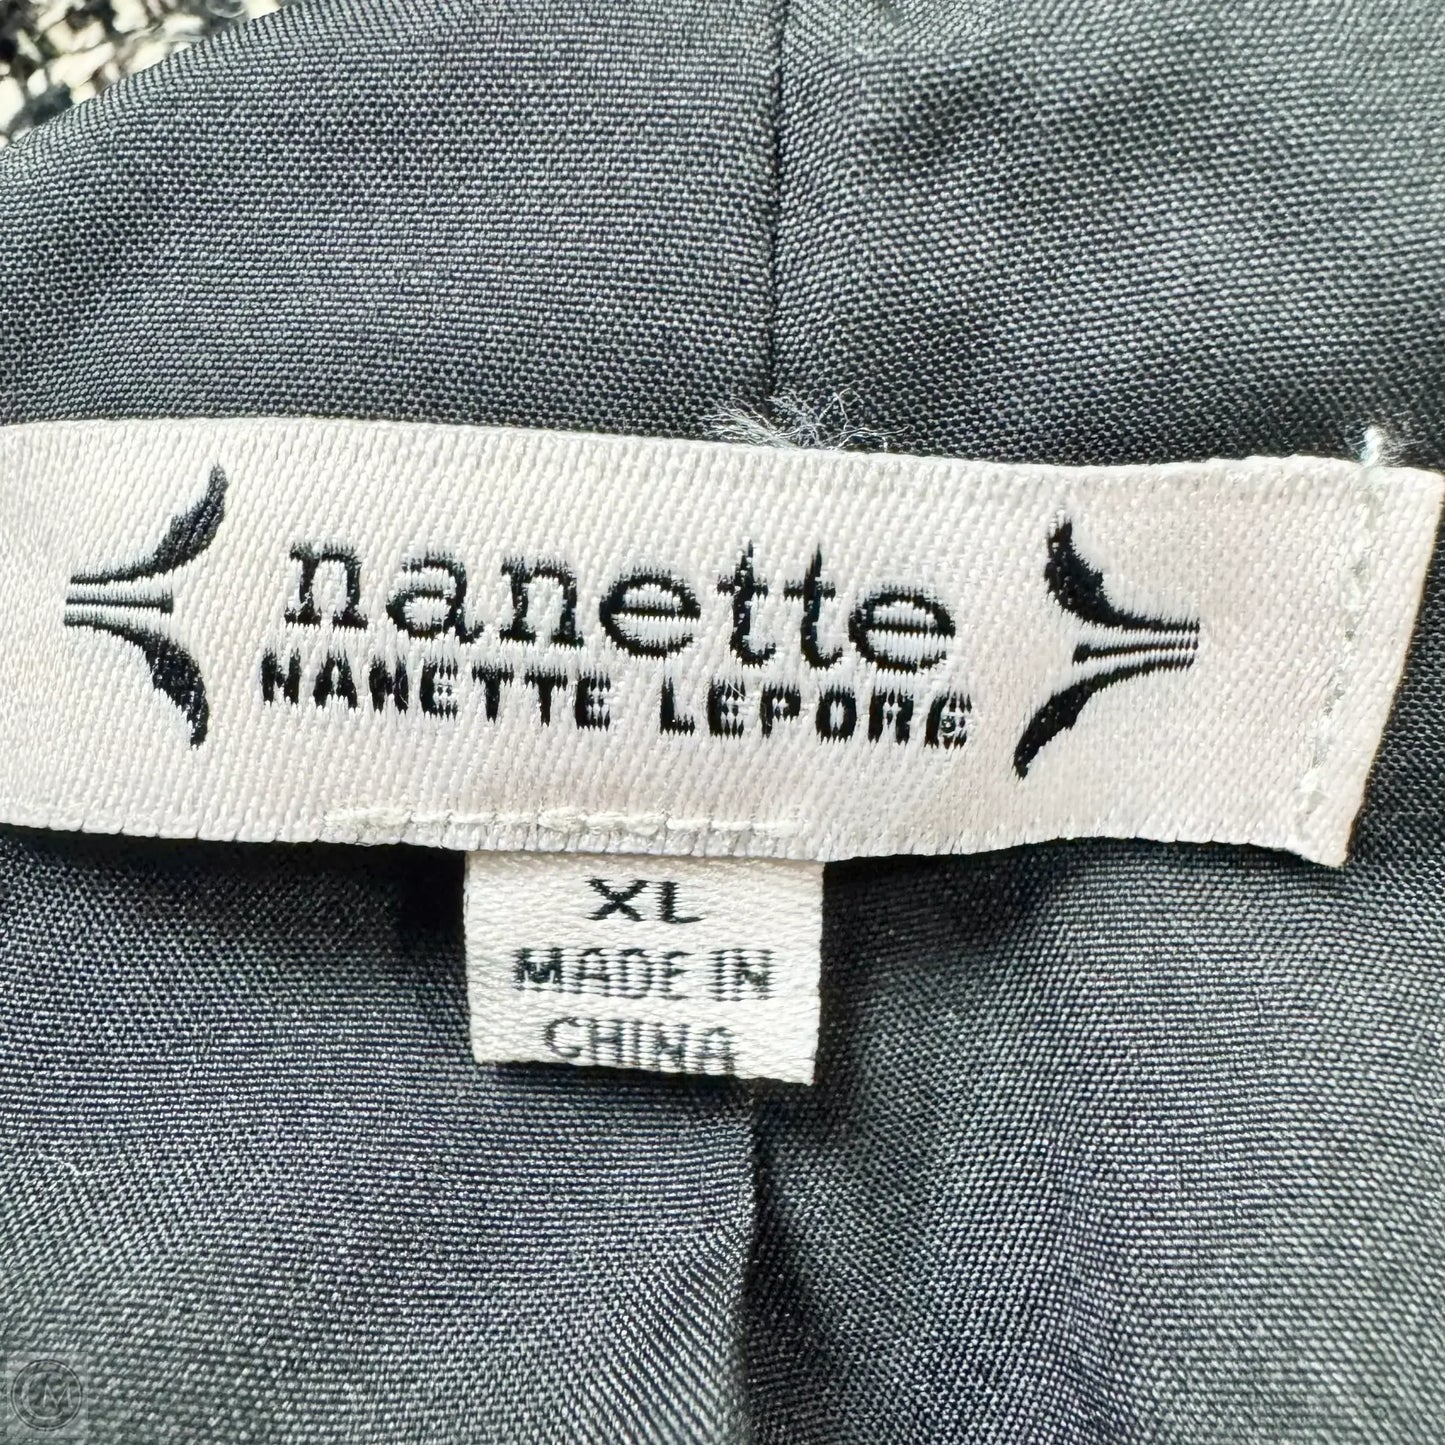 nanette
NANETTE LEPORE
XL
MADE IN
CHINA